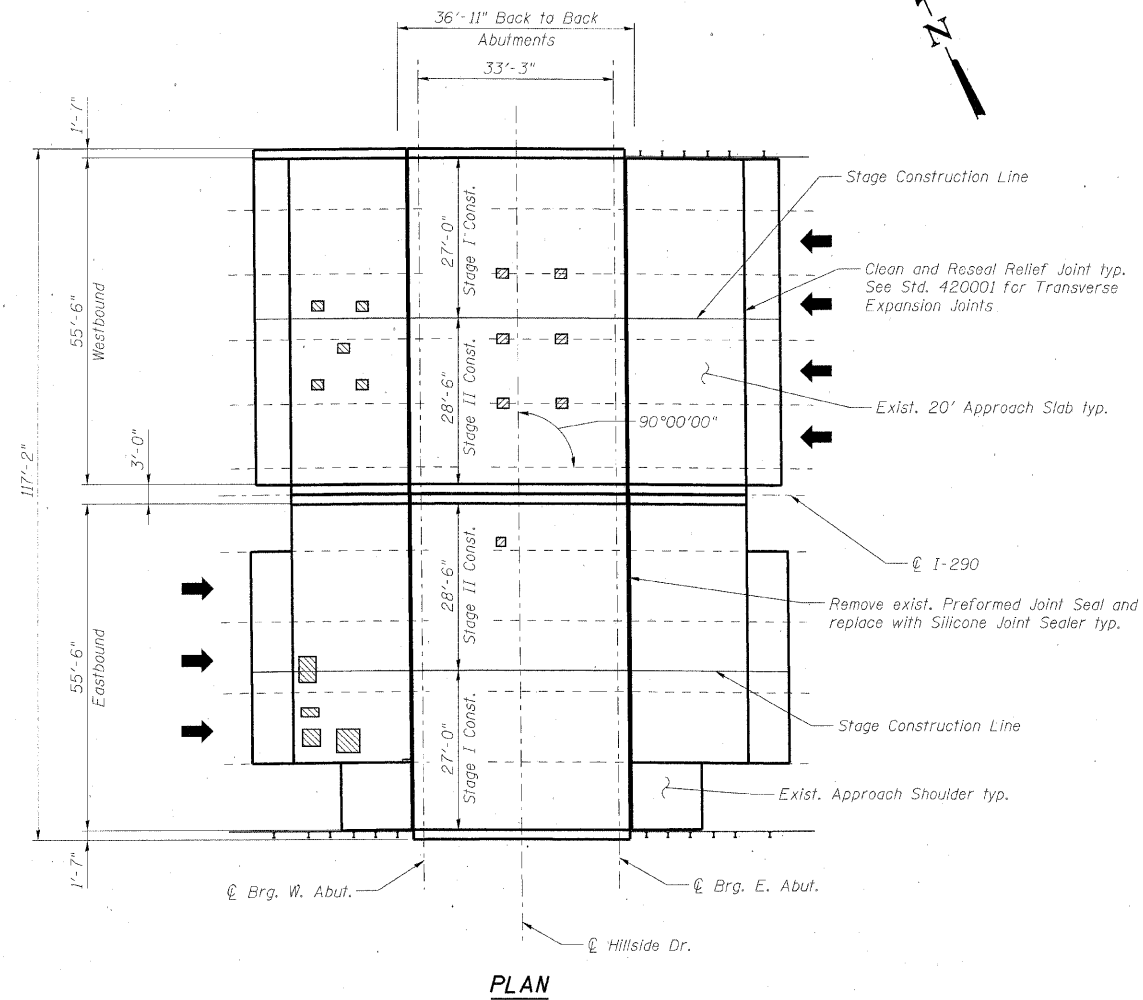 36'-11" Back to Back
Abutments
33'-3"
N
1'-7"
Stage Construction Line
27'-0"
Stage I Const.
Clean and Reseal Relief Joint typ.
See Std. 420001 for Transverse
Expansion Joints
55'-6"
Westbound
28'-6"
Stage II Const.
Exist. 20' Approach Slab typ.
90°00'00"
117'-2"
3'-0"
℄ I-290
28'-6"
Stage II Const.
Remove exist. Preformed Joint Seal and
replace with Silicone Joint Sealer typ.
55'-6"
Eastbound
Stage Construction Line
27'-0"
Stage I Const.
Exist. Approach Shoulder typ.
1'-7"
℄ Brg. W. Abut.
℄ Brg. E. Abut.
℄ Hillside Dr.
PLAN